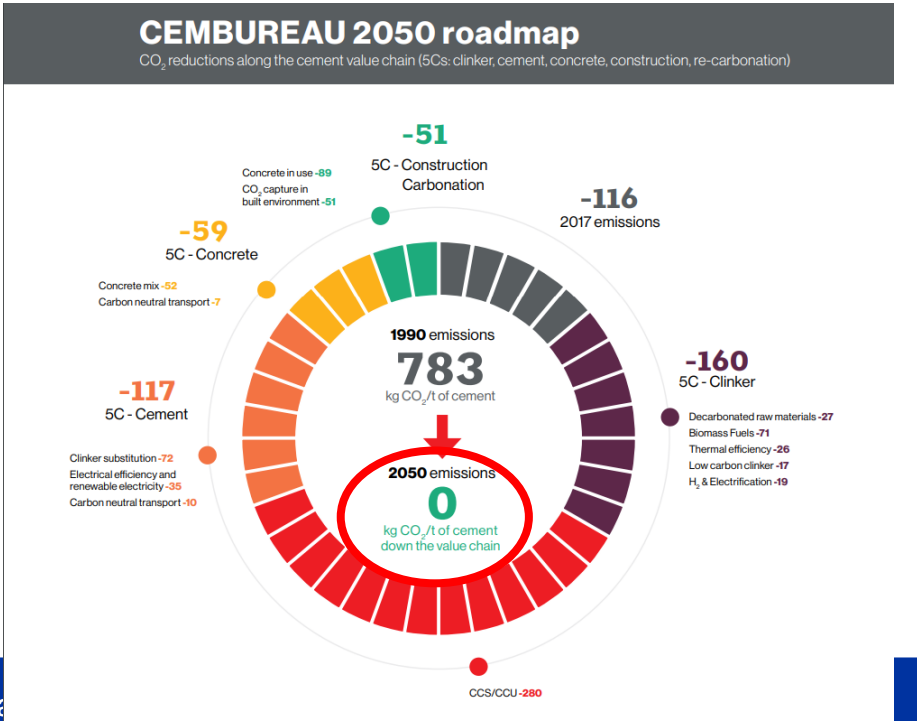 CEMBUREAU 2050 roadmap
CO₂ reductions along the cement value chain (5Cs: clinker, cement, concrete, construction, re-carbonation)
-51
5C - Construction
Carbonation
Concrete in use -89
CO₂ capture in
built environment -51
-116
2017 emissions
-59
5C - Concrete
Concrete mix -52
Carbon neutral transport -7
1990 emissions
783
kg CO₂/t of cement
-160
5C - Clinker
Decarbonated raw materials -27
Biomass Fuels -71
Thermal efficiency -26
Low carbon clinker -17
H₂ & Electrification -19
-117
5C - Cement
Clinker substitution -72
Electrical efficiency and
renewable electricity -35
Carbon neutral transport -10
2050 emissions
0
kg CO₂/t of cement
down the value chain
CCS/CCU -280